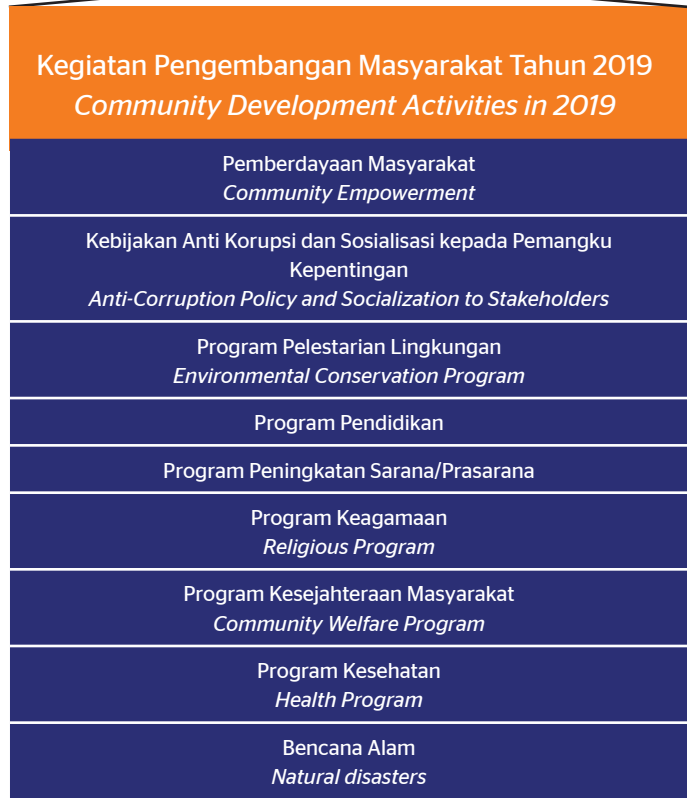 Kegiatan Pengembangan Masyarakat Tahun 2019
Community Development Activities in 2019
Pemberdayaan Masyarakat
Community Empowerment
Kebijakan Anti Korupsi dan Sosialisasi kepada Pemangku
Kepentingan
Anti-Corruption Policy and Socialization to Stakeholders
Program Pelestarian Lingkungan
Environmental Conservation Program
Program Pendidikan
Program Peningkatan Sarana/Prasarana
Program Keagamaan
Religious Program
Program Kesejahteraan Masyarakat
Community Welfare Program
Program Kesehatan
Health Program
Bencana Alam
Natural disasters